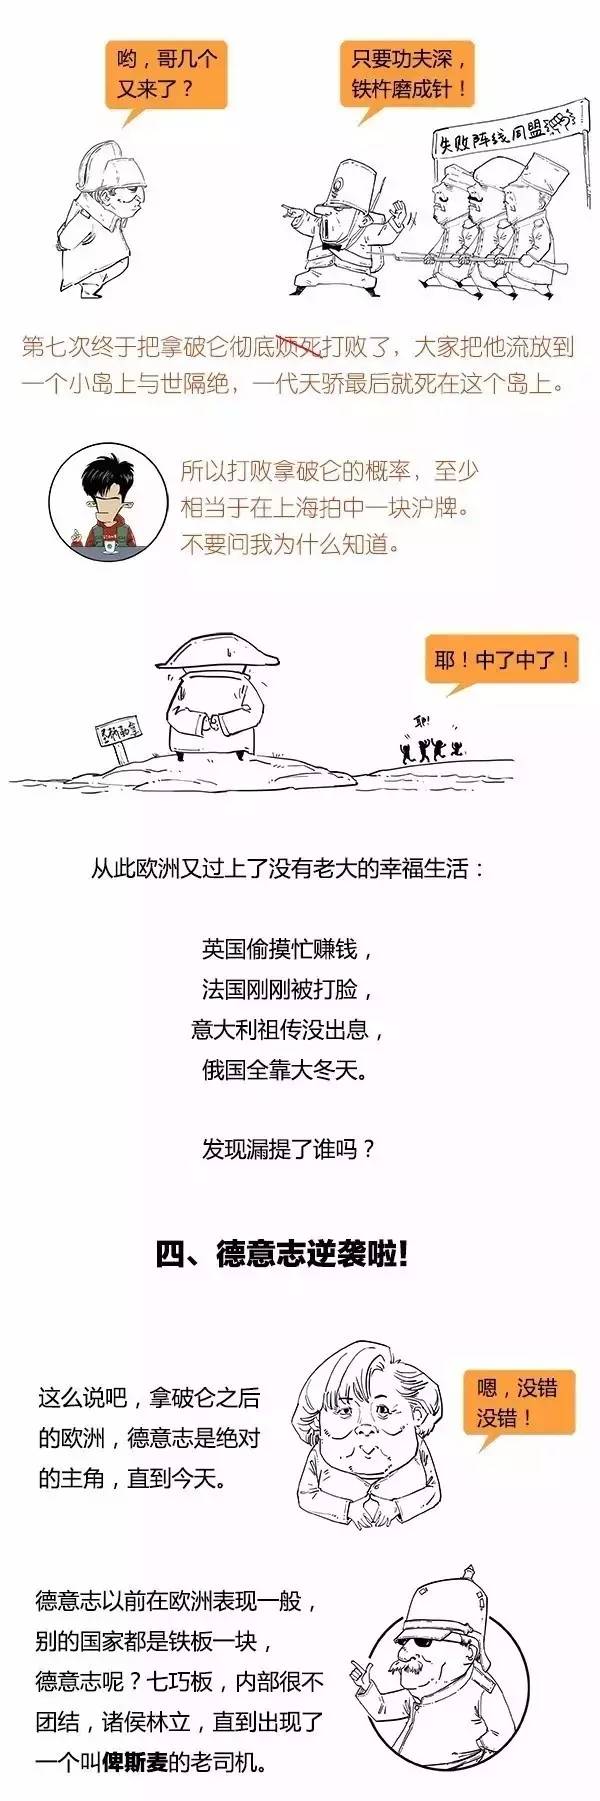 哟，哥几个
又来了？
只要功夫深，
铁杵磨成针！
失败阵线同盟
第七次终于把拿破仑彻底烦死打败了，大家把他流放到
一个小岛上与世隔绝，一代天骄最后就死在这个岛上。
所以打败拿破仑的概率，至少
相当于在上海拍中一块沪牌。
不要问我为什么知道。
耶！中了中了！
耶！
从此欧洲又过上了没有老大的幸福生活：
英国偷摸忙赚钱，
法国刚刚被打脸，
意大利祖传没出息，
俄国全靠大冬天。
发现漏提了谁吗？
四、德意志逆袭啦！
这么说吧，拿破仑之后
的欧洲，德意志是绝对
的主角，直到今天。
嗯，没错
没错！
德意志以前在欧洲表现一般，
别的国家都是铁板一块，
德意志呢？七巧板，内部很不
团结，诸侯林立，直到出现了
一个叫俾斯麦的老司机。